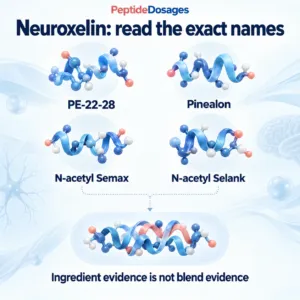 PeptideDosages
Neuroxelin: read the exact names
PE-22-28
Pinealon
N-acetyl Semax
N-acetyl Selank
Ingredient evidence is not blend evidence